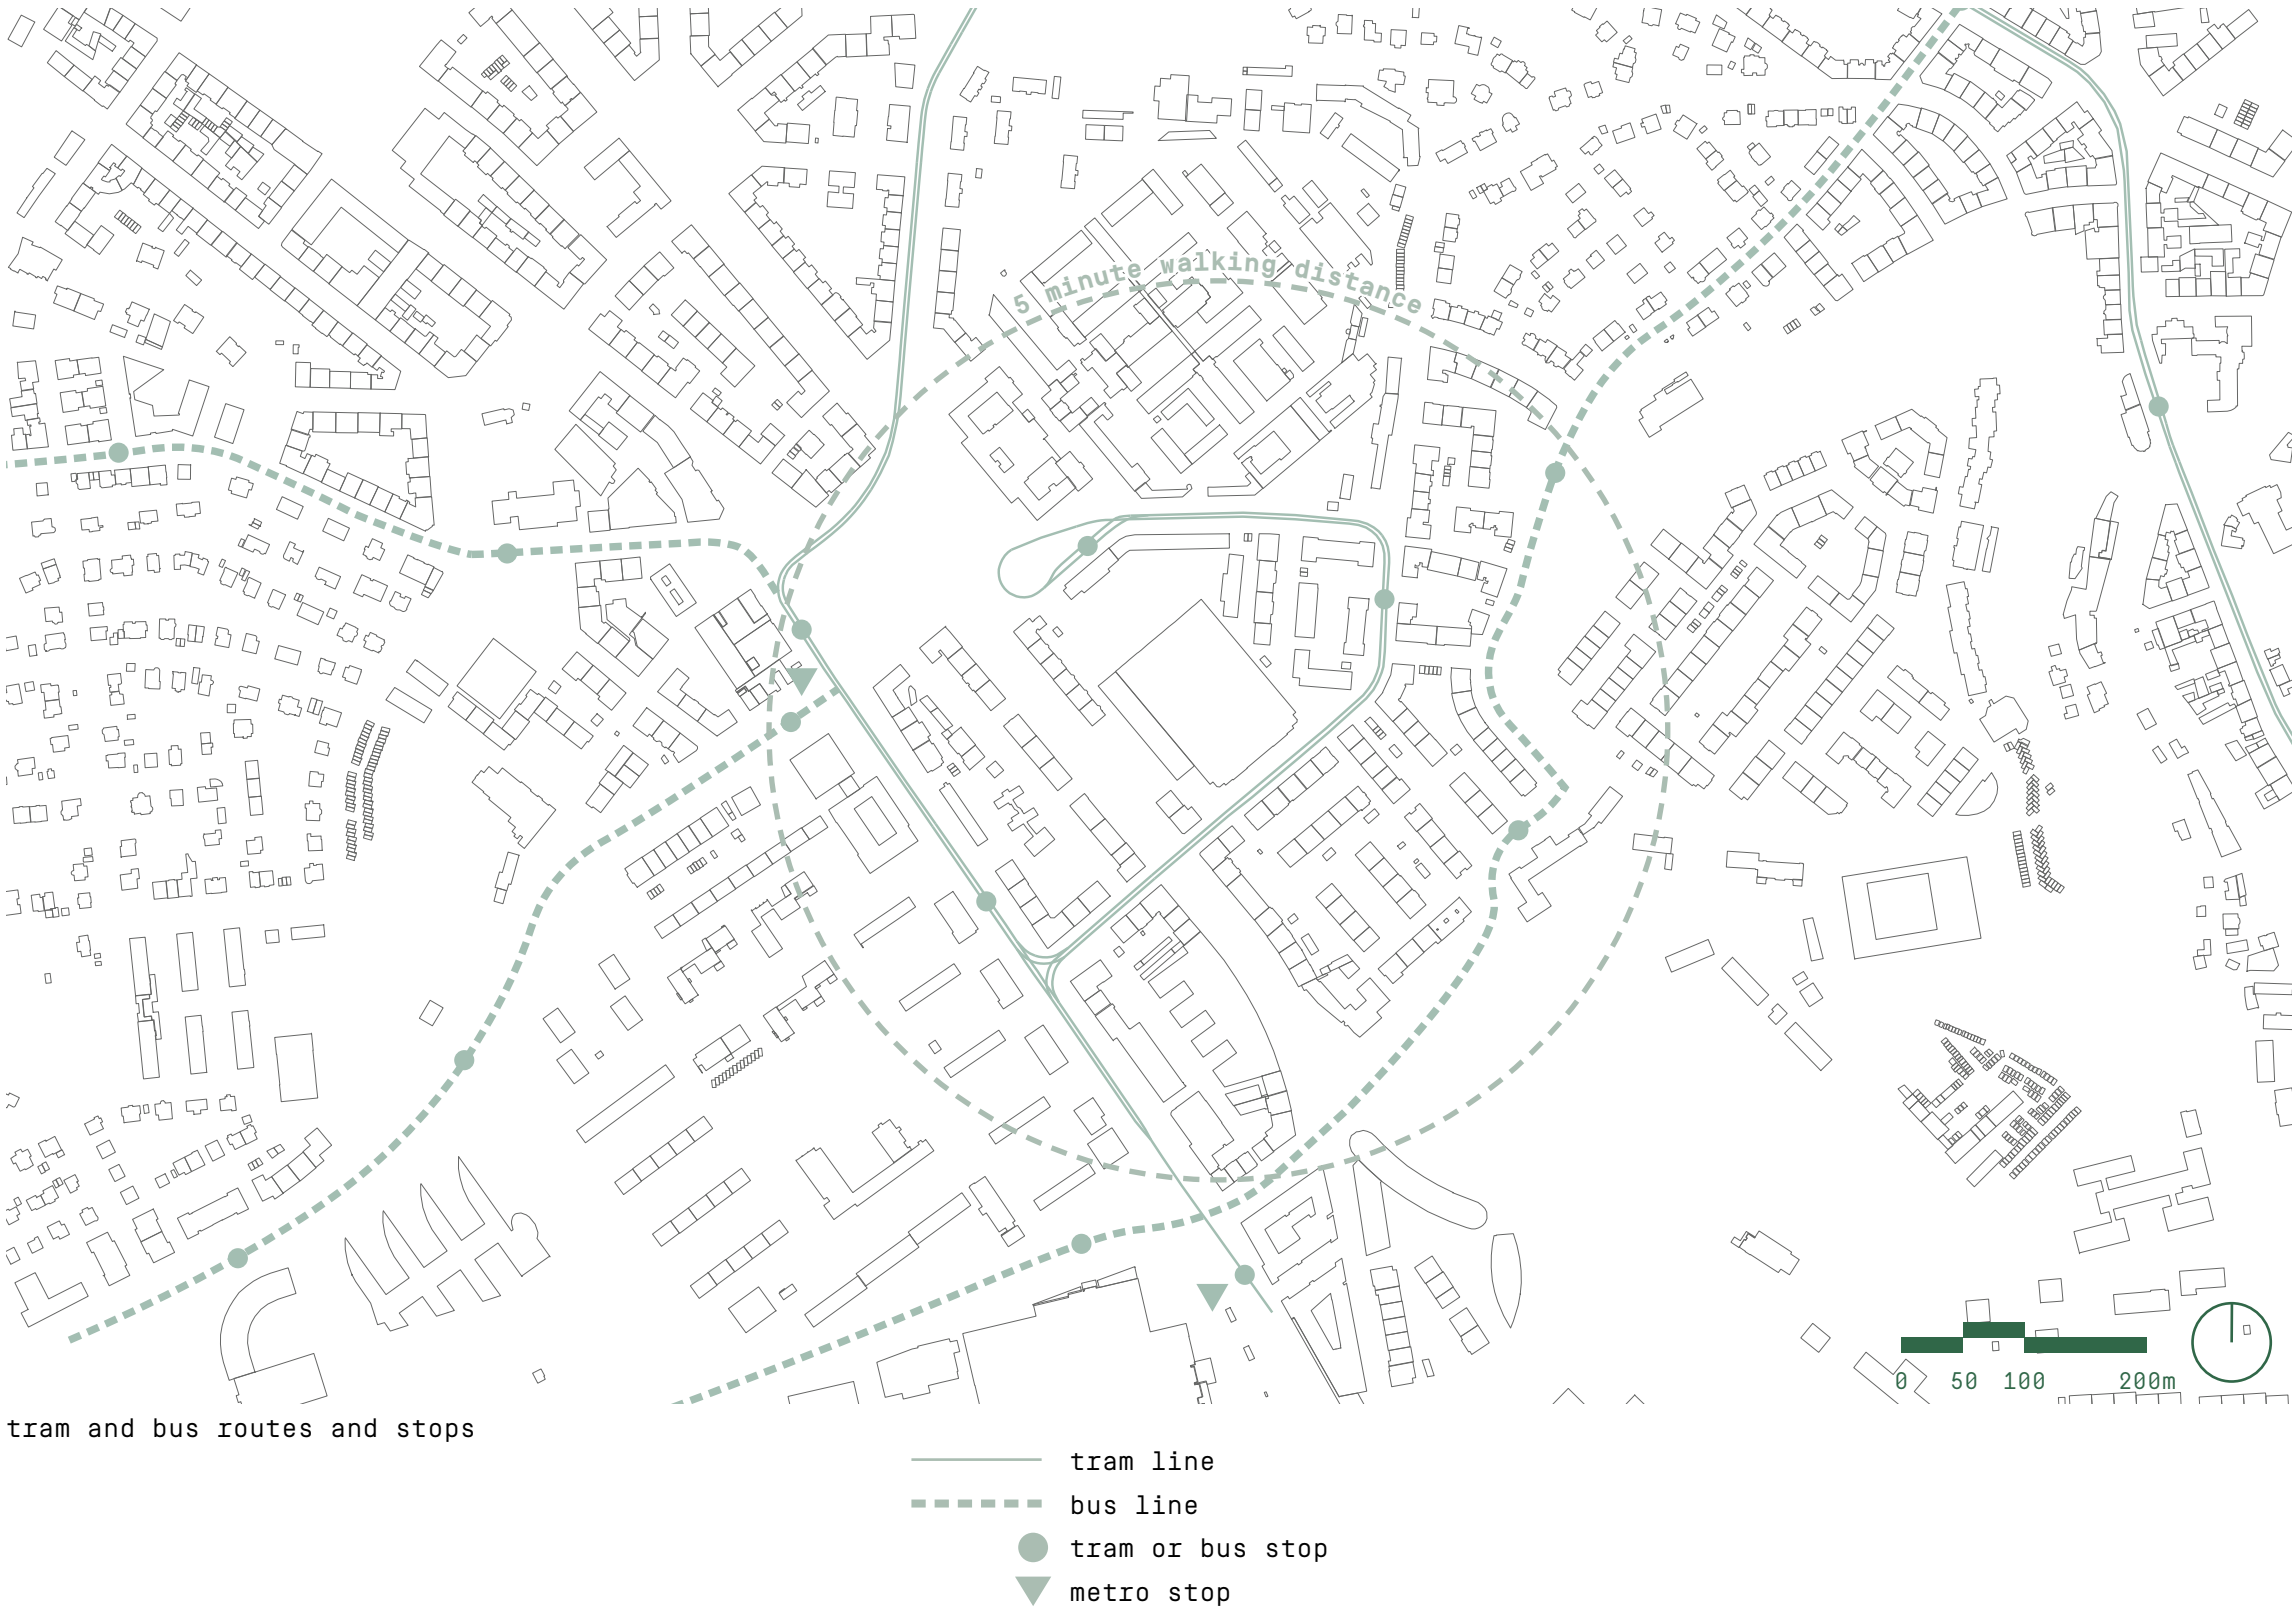 5 minute walking distance
0 50 100 200m
tram and bus routes and stops
tram line
bus line
tram or bus stop
metro stop